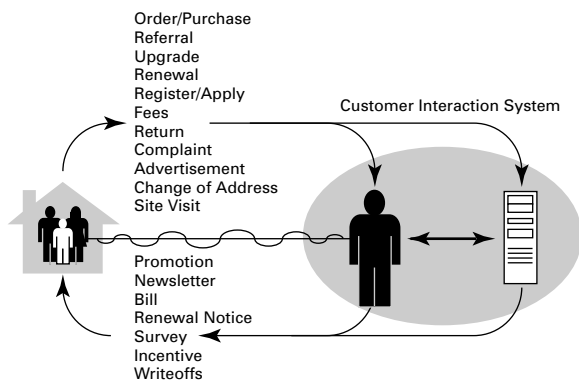 Order/Purchase
Referral
Upgrade
Renewal
Register/Apply
Fees
Return
Complaint
Advertisement
Change of Address
Site Visit
Customer Interaction System
Promotion
Newsletter
Bill
Renewal Notice
Survey
Incentive
Writeoffs